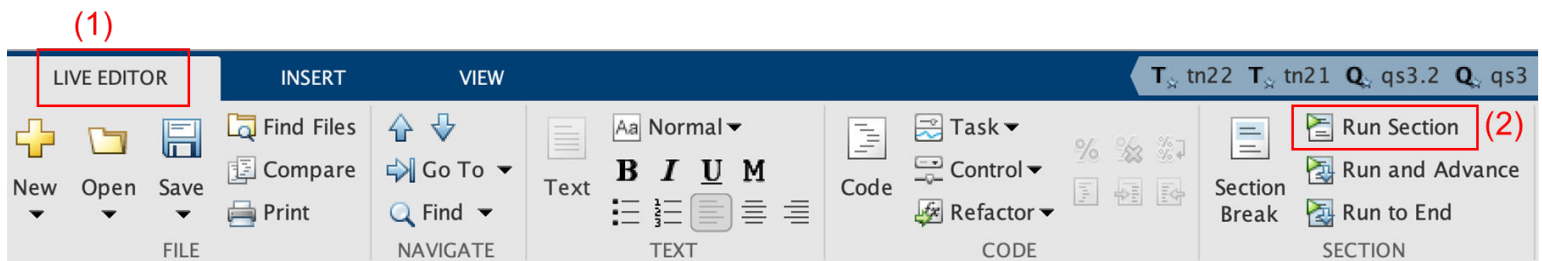 (1)
LIVE EDITOR INSERT VIEW T tn22 T tn21 Q qs3.2 Q qs3
Find Files Aa Normal Task Run Section (2)
Compare Go To B I U M Control Run and Advance
New Open Save Print Find Text Code Refactor Section Break Run to End
FILE NAVIGATE TEXT CODE SECTION